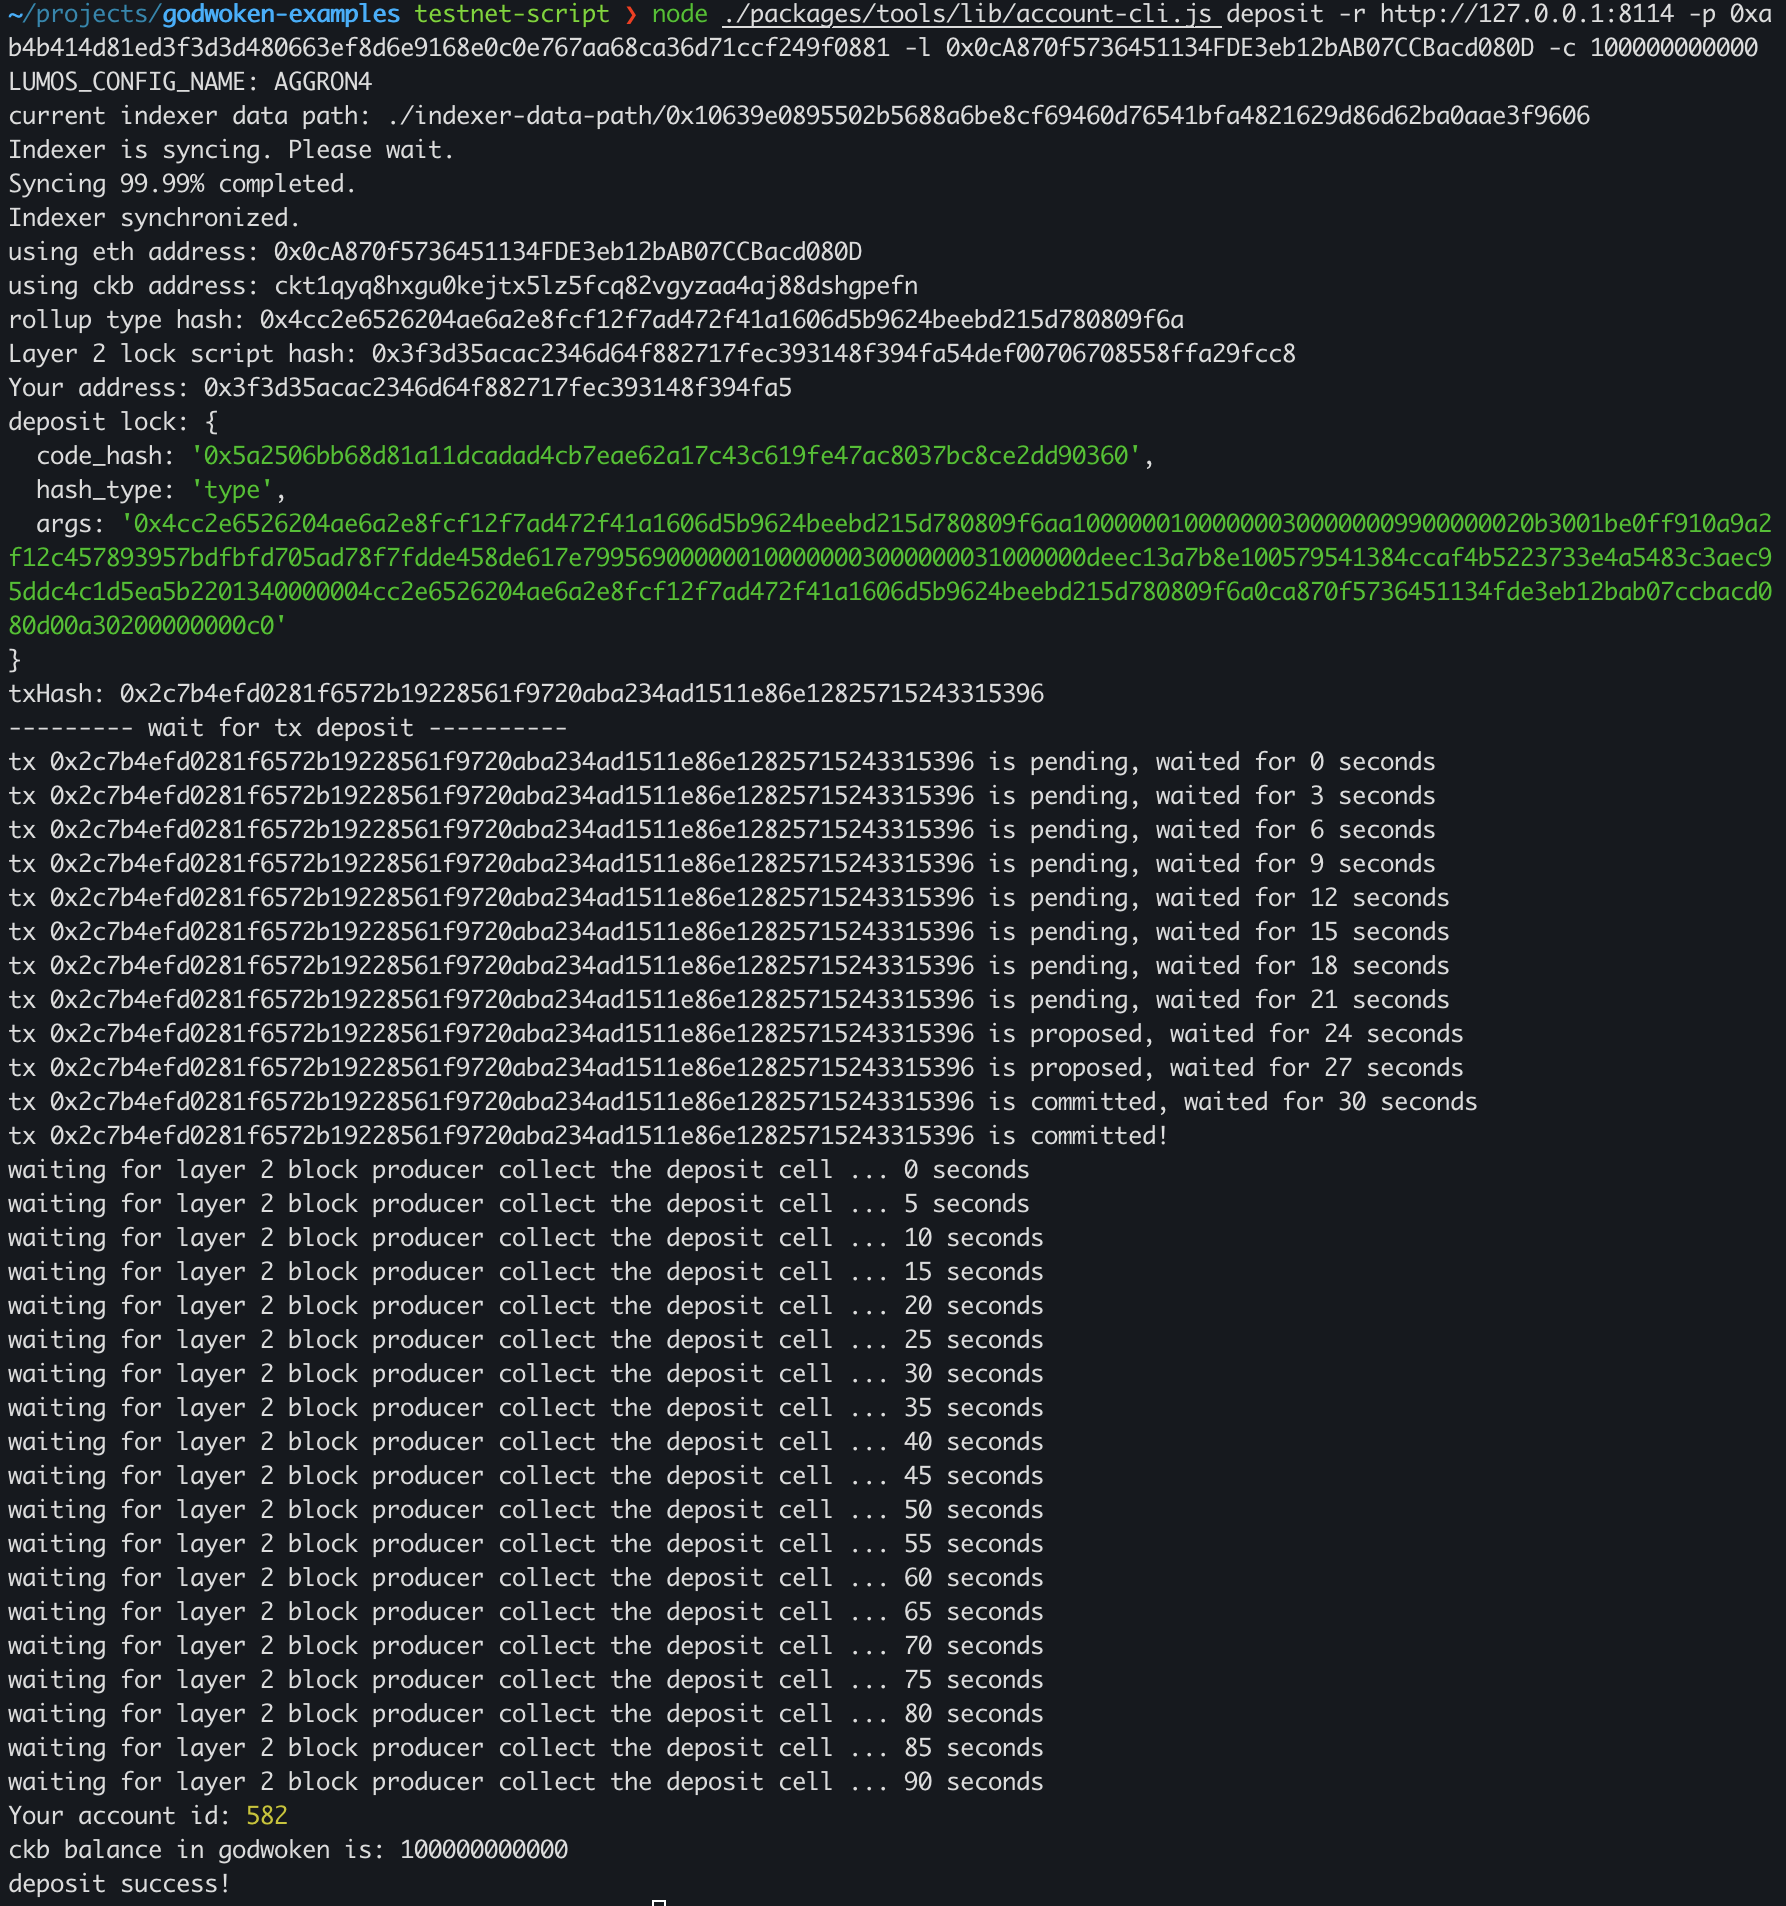 ~/projects/godwoken-examples testnet-script ❯ node ./packages/tools/lib/account-cli.js deposit -r http://127.0.0.1:8114 -p 0xa
b4b414d81ed3f3d3d480663ef8d6e9168e0c0e767aa68ca36d71ccf249f0881 -l 0x0cA870f5736451134FDE3eb12bAB07CCBacd080D -c 100000000000
LUMOS_CONFIG_NAME: AGGRON4
current indexer data path: ./indexer-data-path/0x10639e0895502b5688a6be8cf69460d76541bfa4821629d86d62ba0aae3f9606
Indexer is syncing. Please wait.
Syncing 99.99% completed.
Indexer synchronized.
using eth address: 0x0cA870f5736451134FDE3eb12bAB07CCBacd080D
using ckb address: ckt1qyq8hxgu0kejtx5lz5fcq82vgyzaa4aj88dshgpefn
rollup type hash: 0x4cc2e6526204ae6a2e8fcf12f7ad472f41a1606d5b9624beebd215d780809f6a
Layer 2 lock script hash: 0x3f3d35acac2346d64f882717fec393148f394fa54def00706708558ffa29fcc8
Your address: 0x3f3d35acac2346d64f882717fec393148f394fa5
deposit lock: {
  code_hash: '0x5a2506bb68d81a11dcadad4cb7eae62a17c43c619fe47ac8037bc8ce2dd90360',
  hash_type: 'type',
  args: '0x4cc2e6526204ae6a2e8fcf12f7ad472f41a1606d5b9624beebd215d780809f6aa10000001000000030000000990000002​0b3001be0ff910a9a2
f12c457893957bdfbfd705ad78f7fdde458de617e7995690000001000000030000000310000000deec13a7b8e100579541384ccaf4b5223733e4a5483c3aec9
5ddc4c1d5ea5b2201340000004cc2e6526204ae6a2e8fcf12f7ad472f41a1606d5b9624beebd215d780809f6a0ca870f5736451134fde3eb12bab07ccbacd0
80d00a30200000000c0'
}
txHash: 0x2c7b4efd0281f6572b19228561f9720aba234ad1511e86e12825715243315396
--------- wait for tx deposit ----------
tx 0x2c7b4efd0281f6572b19228561f9720aba234ad1511e86e12825715243315396 is pending, waited for 0 seconds
tx 0x2c7b4efd0281f6572b19228561f9720aba234ad1511e86e12825715243315396 is pending, waited for 3 seconds
tx 0x2c7b4efd0281f6572b19228561f9720aba234ad1511e86e12825715243315396 is pending, waited for 6 seconds
tx 0x2c7b4efd0281f6572b19228561f9720aba234ad1511e86e12825715243315396 is pending, waited for 9 seconds
tx 0x2c7b4efd0281f6572b19228561f9720aba234ad1511e86e12825715243315396 is pending, waited for 12 seconds
tx 0x2c7b4efd0281f6572b19228561f9720aba234ad1511e86e12825715243315396 is pending, waited for 15 seconds
tx 0x2c7b4efd0281f6572b19228561f9720aba234ad1511e86e12825715243315396 is pending, waited for 18 seconds
tx 0x2c7b4efd0281f6572b19228561f9720aba234ad1511e86e12825715243315396 is pending, waited for 21 seconds
tx 0x2c7b4efd0281f6572b19228561f9720aba234ad1511e86e12825715243315396 is proposed, waited for 24 seconds
tx 0x2c7b4efd0281f6572b19228561f9720aba234ad1511e86e12825715243315396 is proposed, waited for 27 seconds
tx 0x2c7b4efd0281f6572b19228561f9720aba234ad1511e86e12825715243315396 is committed, waited for 30 seconds
tx 0x2c7b4efd0281f6572b19228561f9720aba234ad1511e86e12825715243315396 is committed!
waiting for layer 2 block producer collect the deposit cell ... 0 seconds
waiting for layer 2 block producer collect the deposit cell ... 5 seconds
waiting for layer 2 block producer collect the deposit cell ... 10 seconds
waiting for layer 2 block producer collect the deposit cell ... 15 seconds
waiting for layer 2 block producer collect the deposit cell ... 20 seconds
waiting for layer 2 block producer collect the deposit cell ... 25 seconds
waiting for layer 2 block producer collect the deposit cell ... 30 seconds
waiting for layer 2 block producer collect the deposit cell ... 35 seconds
waiting for layer 2 block producer collect the deposit cell ... 40 seconds
waiting for layer 2 block producer collect the deposit cell ... 45 seconds
waiting for layer 2 block producer collect the deposit cell ... 50 seconds
waiting for layer 2 block producer collect the deposit cell ... 55 seconds
waiting for layer 2 block producer collect the deposit cell ... 60 seconds
waiting for layer 2 block producer collect the deposit cell ... 65 seconds
waiting for layer 2 block producer collect the deposit cell ... 70 seconds
waiting for layer 2 block producer collect the deposit cell ... 75 seconds
waiting for layer 2 block producer collect the deposit cell ... 80 seconds
waiting for layer 2 block producer collect the deposit cell ... 85 seconds
waiting for layer 2 block producer collect the deposit cell ... 90 seconds
Your account id: 582
ckb balance in godwoken is: 100000000000
deposit success!